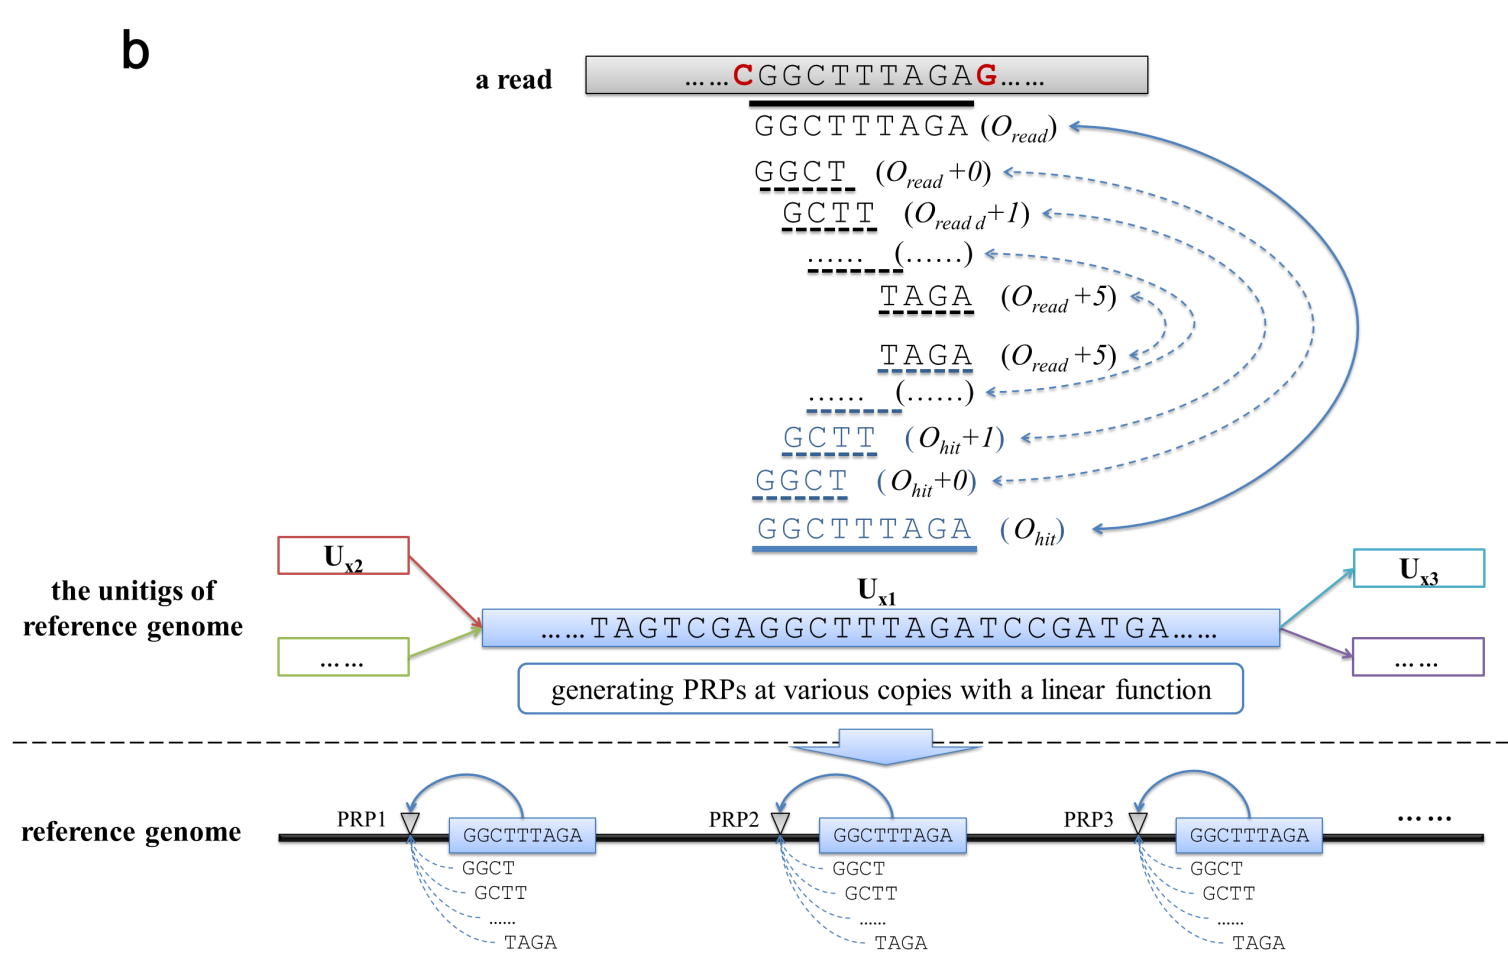 b
a read
……CGGCTTTAGAG……
GGCTTTAGA (Oread)
GGCT (Oread +0)
GCTT (Oread d+1)
…… (……)
TAGA (Oread +5)
TAGA (Oread +5)
…… (……)
GCTT (Ohit+1)
GGCT (Ohit+0)
GGCTTTAGA (Ohit)
the unitigs of
reference genome
Ux2
……
Ux1
……TAGTCGAGGCTTTAGATCCGATGA……
Ux3
……
generating PRPs at various copies with a linear function
reference genome
PRP1
GGCTTTAGA
GGCT
GCTT
……
TAGA
PRP2
GGCTTTAGA
GGCT
GCTT
……
TAGA
PRP3
GGCTTTAGA
GGCT
GCTT
……
TAGA
……